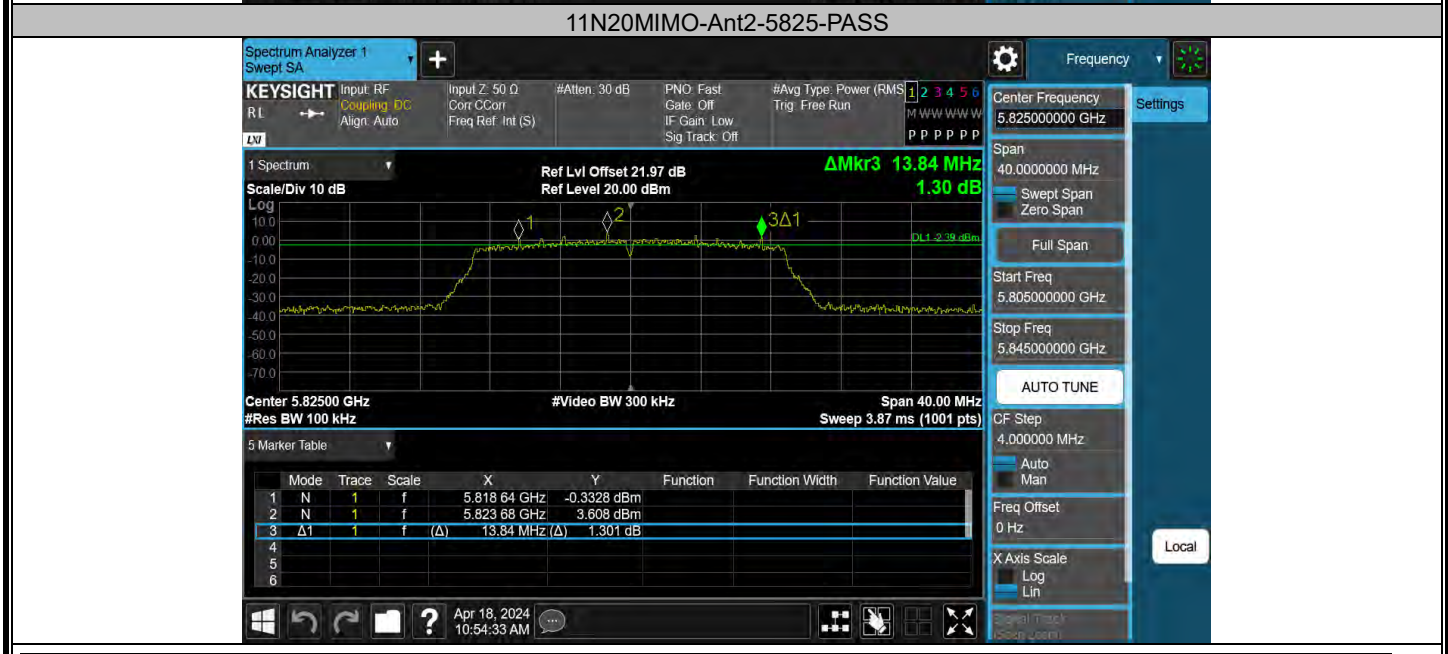 11N20MIMO-Ant2-5825-PASS
Spectrum Analyzer 1
Swept SA
Frequency
KEYSIGHT
RL
LXI
Input: RF
Coupling: DC
Align: Auto
Input Z: 50 Ω
Corr CCorr
Freq Ref: Int (S)
#Atten: 30 dB
PNO: Fast
Gate: Off
IF Gain: Low
Sig Track: Off
#Avg Type: Power (RMS
Trig: Free Run
1 2 3 4 5 6
M W W W W W
P P P P P P
1 Spectrum
Scale/Div 10 dB
Ref Lvl Offset 21.97 dB
Ref Level 20.00 dBm
ΔMkr3 13.84 MHz
1.30 dB
Log
10.0
0.00
-10.0
-20.0
-30.0
-40.0
-50.0
-60.0
-70.0
1
2
3Δ1
DL1 -2.39 dBm
Center 5.82500 GHz
#Res BW 100 kHz
#Video BW 300 kHz
Span 40.00 MHz
Sweep 3.87 ms (1001 pts)
5 Marker Table
Mode Trace Scale X Y Function Function Width Function Value
1 N 1 f 5.818 64 GHz -0.3328 dBm
2 N 1 f 5.823 68 GHz 3.608 dBm
3 Δ1 1 f (Δ) 13.84 MHz (Δ) 1.301 dB
4
5
6
Apr 18, 2024
10:54:33 AM
Center Frequency
5.825000000 GHz
Settings
Span
40.0000000 MHz
Swept Span
Zero Span
Full Span
Start Freq
5.805000000 GHz
Stop Freq
5.845000000 GHz
AUTO TUNE
CF Step
4.000000 MHz
Auto
Man
Freq Offset
0 Hz
X Axis Scale
Log
Lin
Signal Track
(Span Zoom)
Local